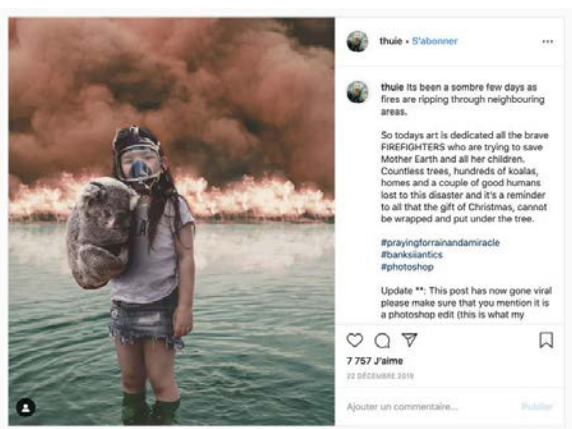 thuie • S'abonner
thuie Its been a sombre few days as
fires are ripping through neighbouring
areas.
So todays art is dedicated all the brave
FIREFIGHTERS who are trying to save
Mother Earth and all her children.
Countless trees, hundreds of koalas,
homes and a couple of good humans
lost to this disaster and it's a reminder
to all that the gift of Christmas, cannot
be wrapped and put under the tree.
#prayingforrainandamiracle
#banksiiantics
#photoshop
Update **: This post has now gone viral
please make sure that you mention it is
a photoshop edit (this is what my
7 757 J'aime
22 DÉCEMBRE 2019
Ajouter un commentaire... Publier